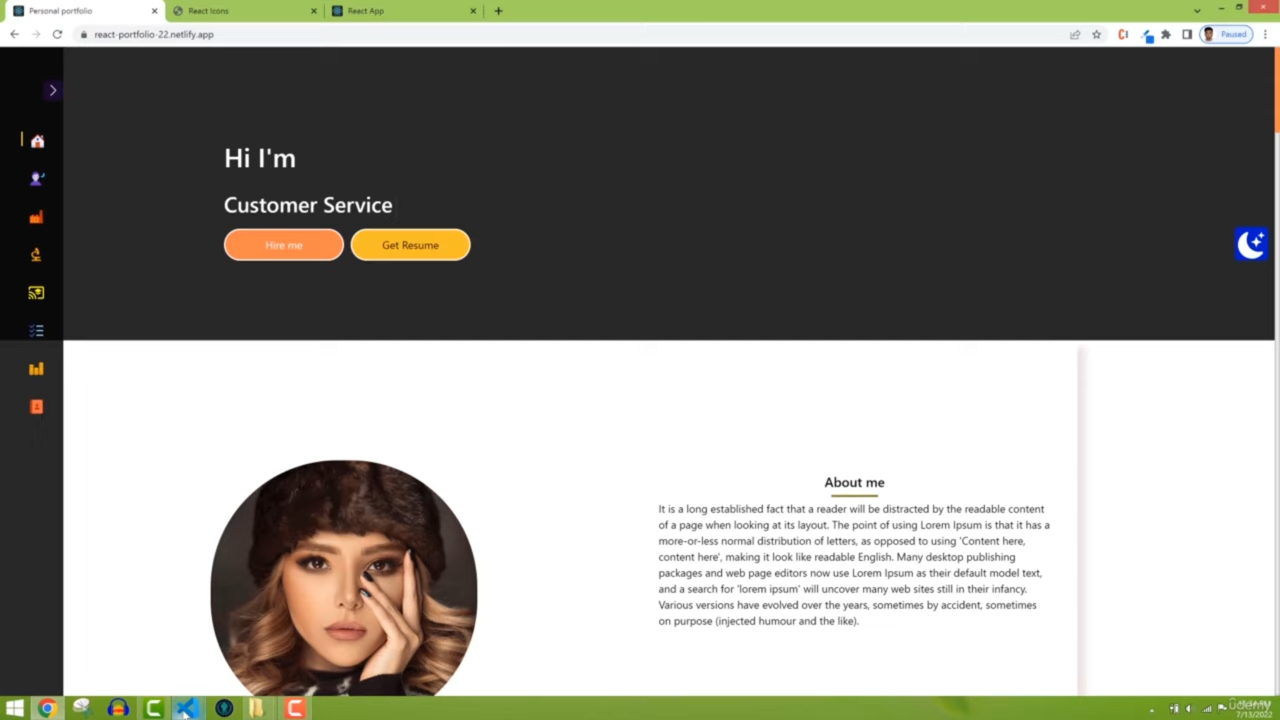 Personal portfolio
React Icons
React App
react-portfolio-22.netlify.app
Paused
Hi I'm
Customer Service
Hire me
Get Resume
About me
It is a long established fact that a reader will be distracted by the readable content
of a page when looking at its layout. The point of using Lorem Ipsum is that it has a
more-or-less normal distribution of letters, as opposed to using 'Content here,
content here', making it look like readable English. Many desktop publishing
packages and web page editors now use Lorem Ipsum as their default model text,
and a search for 'lorem ipsum' will uncover many web sites still in their infancy.
Various versions have evolved over the years, sometimes by accident, sometimes
on purpose (injected humour and the like).
Udemy
7/13/2022